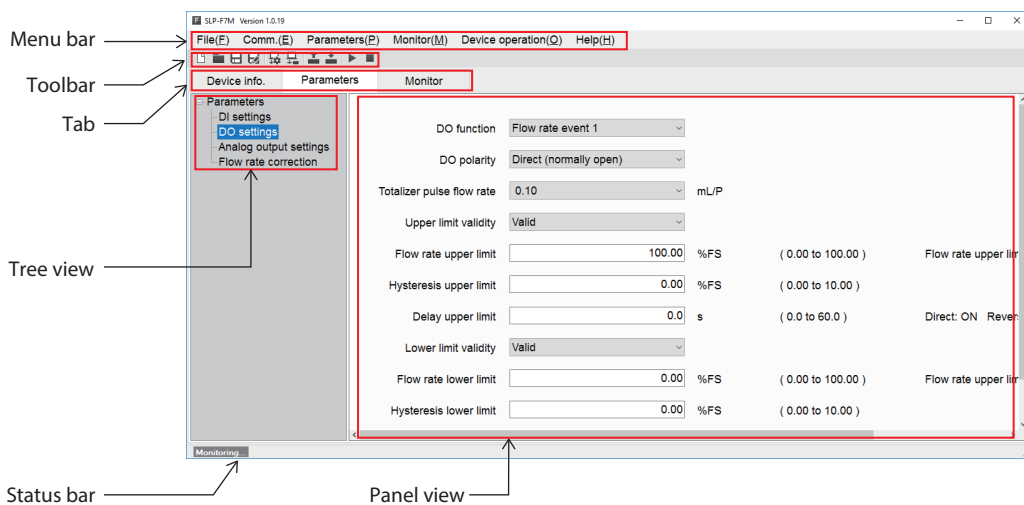 SLP-F7M Version 1.0.19
Menu bar
File(F) Comm.(E) Parameters(P) Monitor(M) Device operation(O) Help(H)
Toolbar
Tab
Device info. Parameters Monitor
Parameters
DI settings
DO settings
Analog output settings
Flow rate correction
Tree view
DO function Flow rate event 1
DO polarity Direct (normally open)
Totalizer pulse flow rate 0.10 mL/P
Upper limit validity Valid
Flow rate upper limit 100.00 %FS ( 0.00 to 100.00 ) Flow rate upper lim
Hysteresis upper limit 0.00 %FS ( 0.00 to 10.00 )
Delay upper limit 0.0 s ( 0.0 to 60.0 ) Direct: ON Revers
Lower limit validity Valid
Flow rate lower limit 0.00 %FS ( 0.00 to 100.00 ) Flow rate upper lim
Hysteresis lower limit 0.00 %FS ( 0.00 to 10.00 )
Monitoring...
Status bar
Panel view